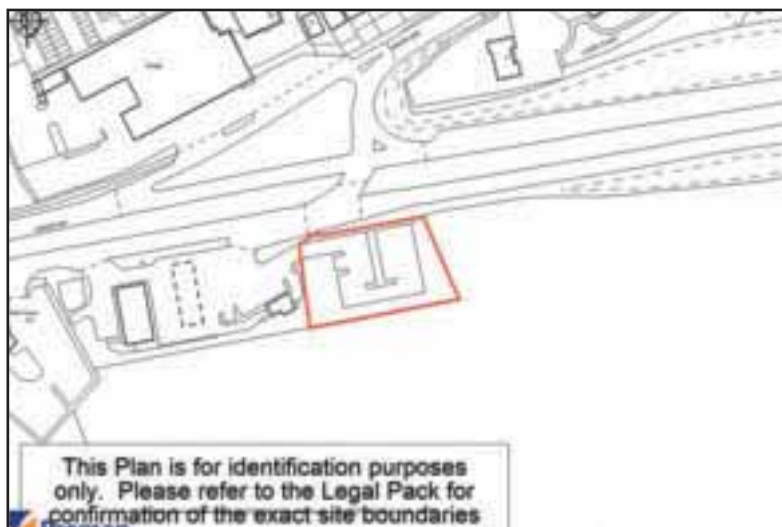 This Plan is for identification purposes
only. Please refer to the Legal Pack for
confirmation of the exact site boundaries